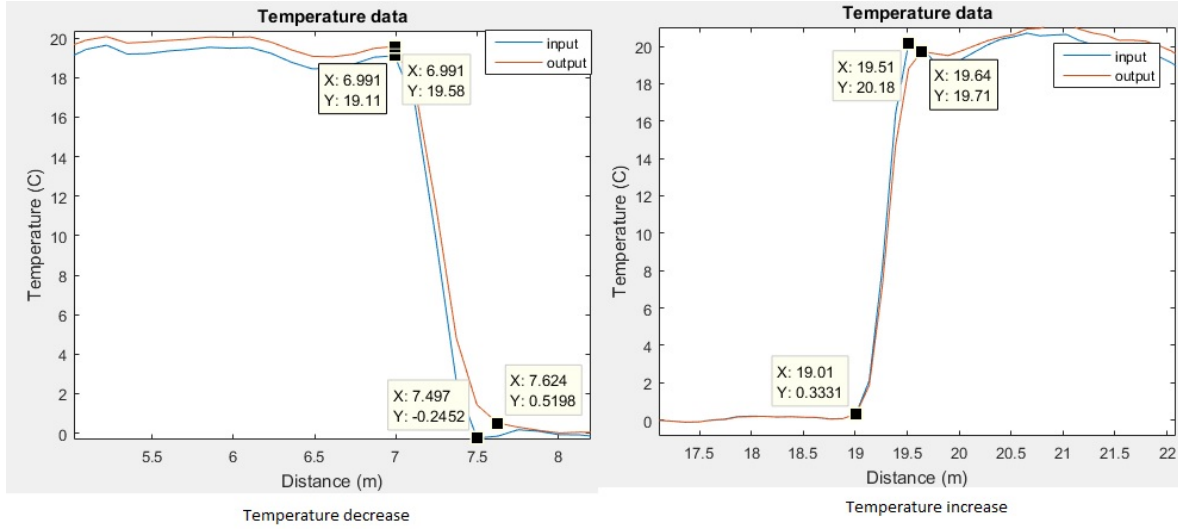 Temperature data
20
18
16
14
12
10
8
6
4
2
0
Temperature (C)
input
output
X: 6.991
Y: 19.11
X: 6.991
Y: 19.58
X: 7.497
Y: -0.2452
X: 7.624
Y: 0.5198
5.5
6
6.5
7
7.5
8
Distance (m)
Temperature decrease
Temperature data
20
18
16
14
12
10
8
6
4
2
0
Temperature (C)
X: 19.51
Y: 20.18
X: 19.64
Y: 19.71
input
output
X: 19.01
Y: 0.3331
17.5
18
18.5
19
19.5
20
20.5
21
21.5
22
Distance (m)
Temperature increase